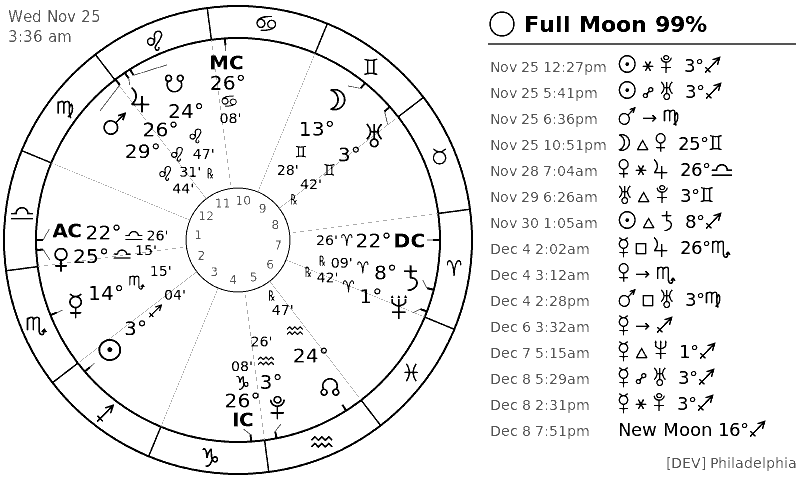 Wed Nov 25
3:36 am
Full Moon 99%
Nov 25 12:27pm ☉ ⚹ ⚴ 3°♐
Nov 25 5:41pm ☉ ☍ ♅ 3°♐
Nov 25 6:36pm ♂ → ♍
Nov 25 10:51pm ☽ △ ♀ 25°♊
Nov 28 7:04am ♀ ⚹ ♃ 26°♎
Nov 29 6:26am ♅ △ ⯓ 3°♊
Nov 30 1:05am ☉ △ ♄ 8°♐
Dec 4 2:02am ☿ □ ♃ 26°♏
Dec 4 3:12am ♀ → ♏
Dec 4 2:28pm ♂ □ ♅ 3°♍
Dec 6 3:32am ☿ → ♐
Dec 7 5:15am ☿ △ ♆ 1°♐
Dec 8 5:29am ☿ ☍ ♅ 3°♐
Dec 8 2:31pm ☿ ⚹ ⯓ 3°♐
Dec 8 7:51pm New Moon 16°♐
[DEV] Philadelphia
MC
26°
♋
08'
☋ 24° ♌ 47' ℞
♃ 26° ♌ 31'
♂ 29° ♌ 44'
☽ 13° ♊ 28'
♅ 3° ♊ 42' ℞
AC 22° ♎ 26'
♀ 25° ♎ 15'
☿ 14° ♏ 15'
☉ 3° ♐ 04'
26' ♈ 22° DC
℞ 09' ♈ 8° ♄
℞ 42' ♈ 1° ♆
℞ 47' ♒ 24° ☊
26' ♒ 3° ⯓
08'
♑
26°
IC
1
2
3
4
5
6
7
8
9
10
11
12
♋
♊
♉
♈
♓
♒
♑
♐
♏
♎
♍
♌